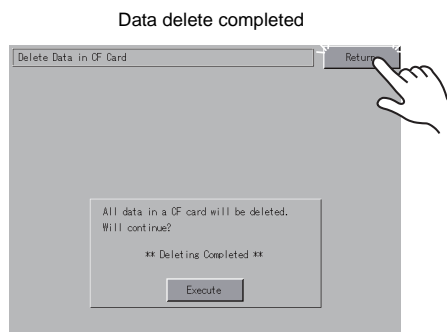 Data delete completed
Delete Data in CF Card
Return
All data in a CF card will be deleted.
Will continue?
** Deleting Completed **
Execute